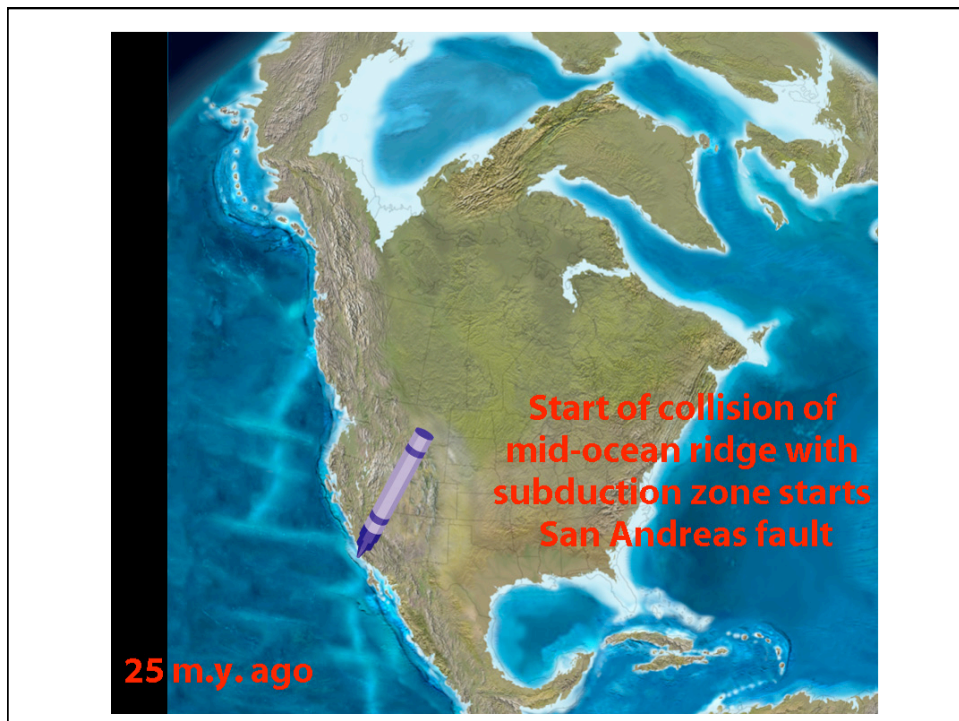 Start of collision of
mid-ocean ridge with
subduction zone starts
San Andreas fault
25 m.y. ago